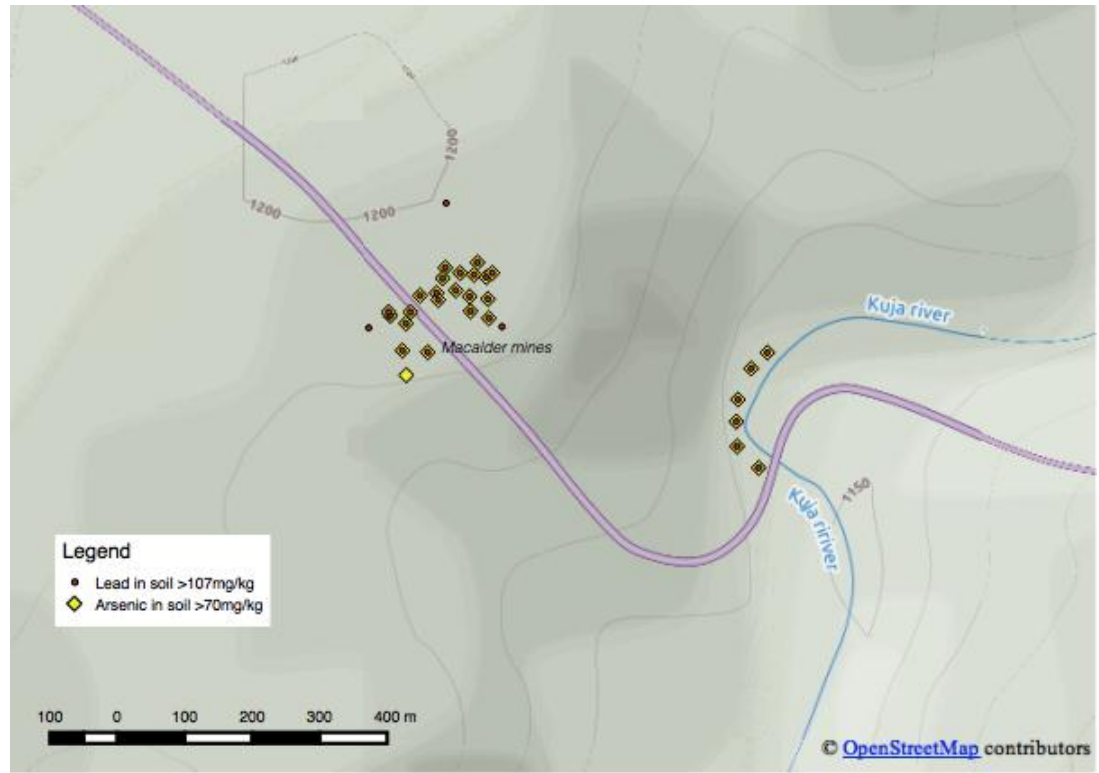 1200
1200
1200
Kuja river
Macalder mines
1150
Kuja ririver
Legend
Lead in soil >107mg/kg
Arsenic in soil >70mg/kg
100 0 100 200 300 400 m
© OpenStreetMap contributors